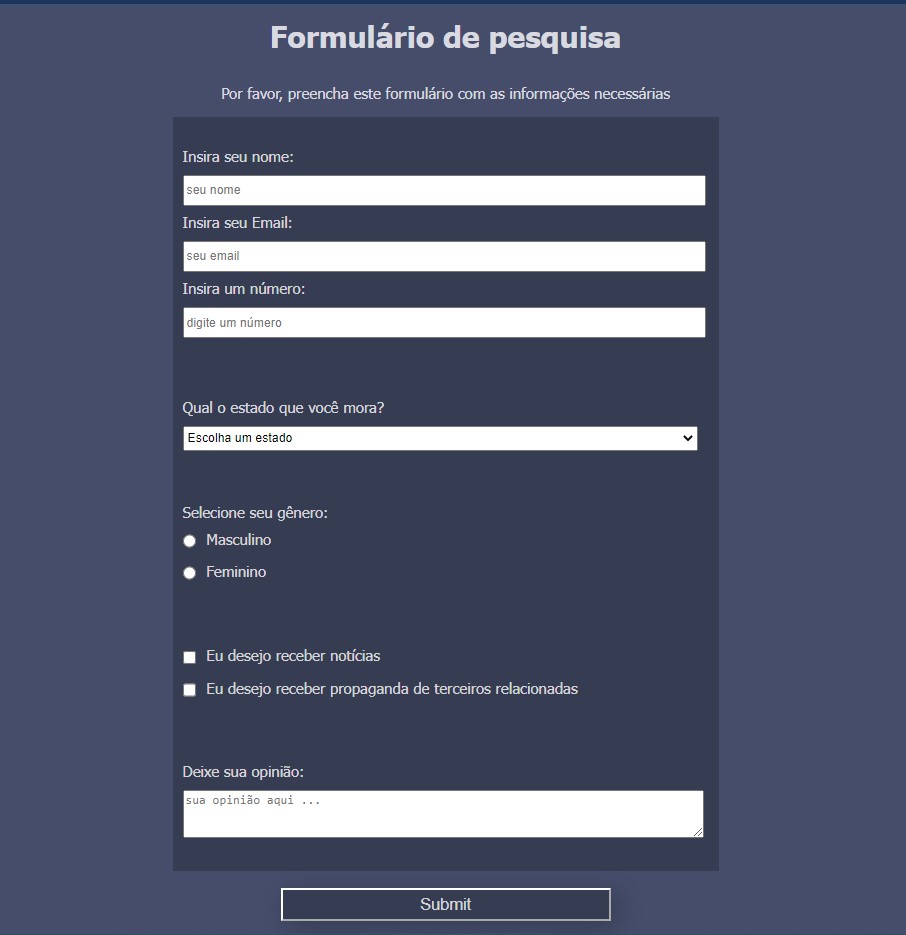 Formulário de pesquisa
Por favor, preencha este formulário com as informações necessárias
Insira seu nome:
seu nome
Insira seu Email:
seu email
Insira um número:
digite um número
Qual o estado que você mora?
Escolha um estado
Selecione seu gênero:
Masculino
Feminino
Eu desejo receber notícias
Eu desejo receber propaganda de terceiros relacionadas
Deixe sua opinião:
sua opinião aqui ...
Submit